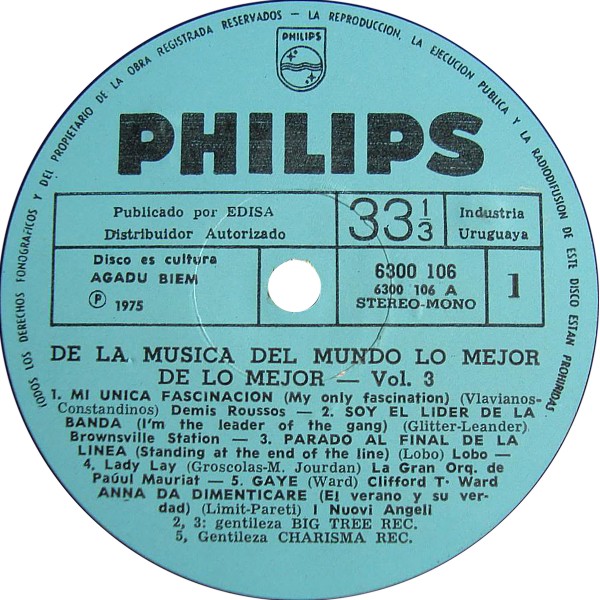 (ODOS LOS DERECHOS FONOGRAFICOS Y DEL PROPIETARIO DE LA OBRA REGISTRADA RESERVADOS – LA REPRODUCCION, LA EJECUCION PUBLICA Y LA RADIODIFUSION DE ESTE DISCO ESTAN PROHIBIDAS
PHILIPS
PHILIPS
Publicado por EDISA
Distribuidor Autorizado
33 1/3
Industria
Uruguaya
Disco es cultura
AGADU BIEM
Ⓟ 1975
6300 106
6300 106 A
STEREO-MONO
1
DE LA MUSICA DEL MUNDO LO MEJOR
DE LO MEJOR — Vol. 3
1. MI UNICA FASCINACION (My only fascination) (Vlavianos-
Constandinos) Demis Roussos — 2. SOY EL LIDER DE LA
BANDA (I'm the leader of the gang) (Glitter-Leander)
Brownsville Station — 3. PARADO AL FINAL DE LA
LINEA (Standing at the end of the line) (Lobo) Lobo —
4, Lady Lay (Groscolas-M. Jourdan) La Gran Orq. de
Paúul Mauriat — 5. GAYE (Ward) Clifford T. Ward
ANNA DA DIMENTICARE (El verano y su ver-
dad) (Limit-Pareti) I Nuovi Angeli
2, 3: gentileza BIG TREE REC.
5, Gentileza CHARISMA REC.